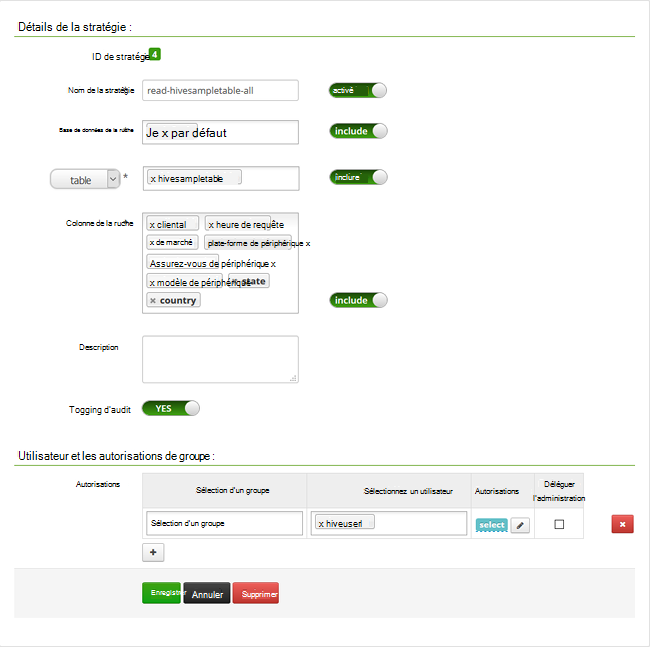 Détails de la stratégie :
ID de stratégie 4
Nom de la stratégie read-hivesampletable-all activé
Base de données de la ruche Je x par défaut include
table * x hivesampletable inclure
Colonne de la ruche x cliental x heure de requête
x de marché plate-forme de périphérique x
Assurez-vous de périphérique x
x modèle de périphérique x state
x country include
Description
Togging d'audit YES
Utilisateur et les autorisations de groupe :
Autorisations Sélection d'un groupe Sélectionnez un utilisateur Autorisations Déléguer l'administration
Sélection d'un groupe x hiveuserl select x
+
Enregistrer Annuler Supprimer